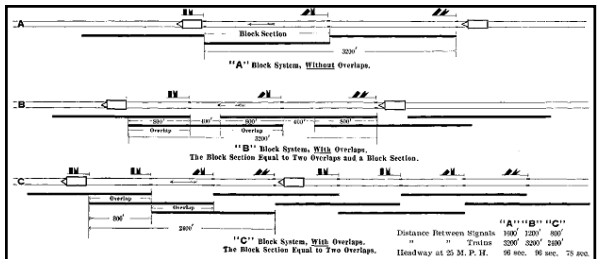 A
Block Section
3200'
"A" Block System, Without Overlaps.
B
800' 400' 800' 400' 800'
Overlap Overlap
3200'
"B" Block System, With Overlaps.
The Block Section Equal to Two Overlaps and a Block Section.
C
Overlap
Overlap
800'
2400'
"C" Block System, With Overlaps.
The Block Section Equal to Two Overlaps.
"A" "B" "C"
Distance Between Signals 1600' 1200' 800'
" " Trains 3200' 3200' 2400'
Headway at 25 M. P. H. 96 sec. 96 sec. 78 sec.